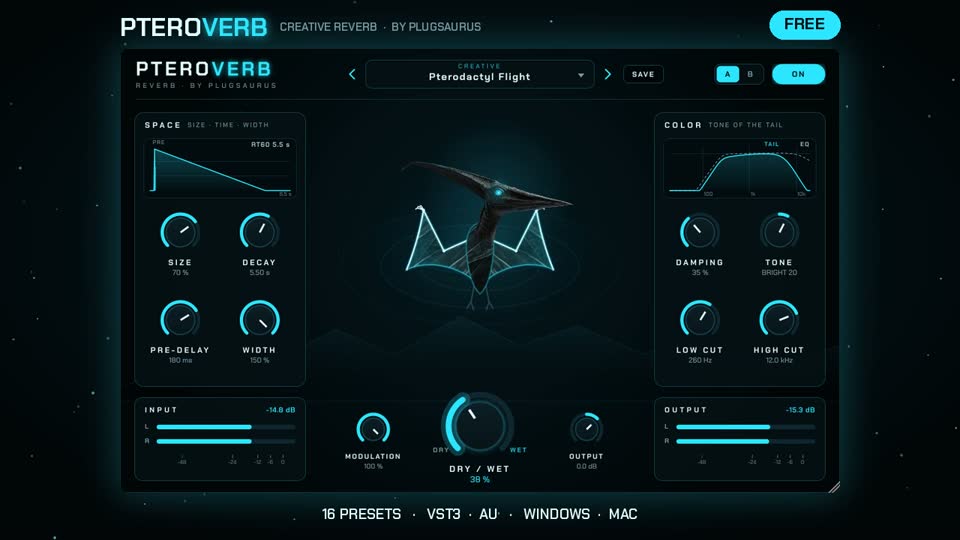 PTEROVERB CREATIVE REVERB · BY PLUGSAURUS FREE
PTEROVERB
REVERB · BY PLUGSAURUS
CREATIVE
Pterodactyl Flight
SAVE
A B
ON
SPACE SIZE · TIME · WIDTH
PRE RT60 5.5 s
5.5 s
SIZE
70 %
DECAY
5.50 s
PRE-DELAY
180 ms
WIDTH
150 %
COLOR TONE OF THE TAIL
TAIL EQ
100 1k 10k
DAMPING
35 %
TONE
BRIGHT 20
LOW CUT
260 Hz
HIGH CUT
12.0 kHz
INPUT -14.8 dB
L
R
-48 -24 -12 -6 0
MODULATION
100 %
DRY WET
DRY / WET
38 %
OUTPUT
0.0 dB
OUTPUT -15.3 dB
L
R
-48 -24 -12 -6 0
16 PRESETS · VST3 · AU · WINDOWS · MAC